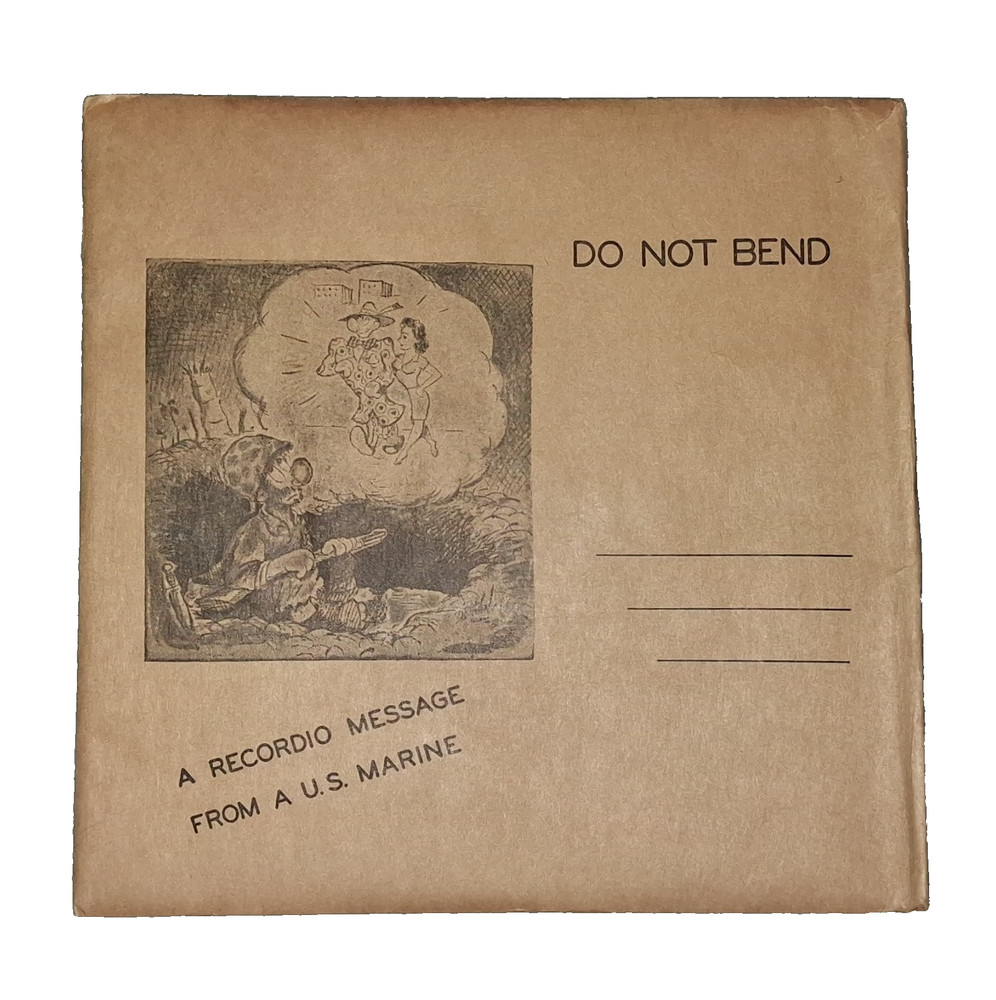 DO NOT BEND
A RECORDIO MESSAGE
FROM A U.S. MARINE